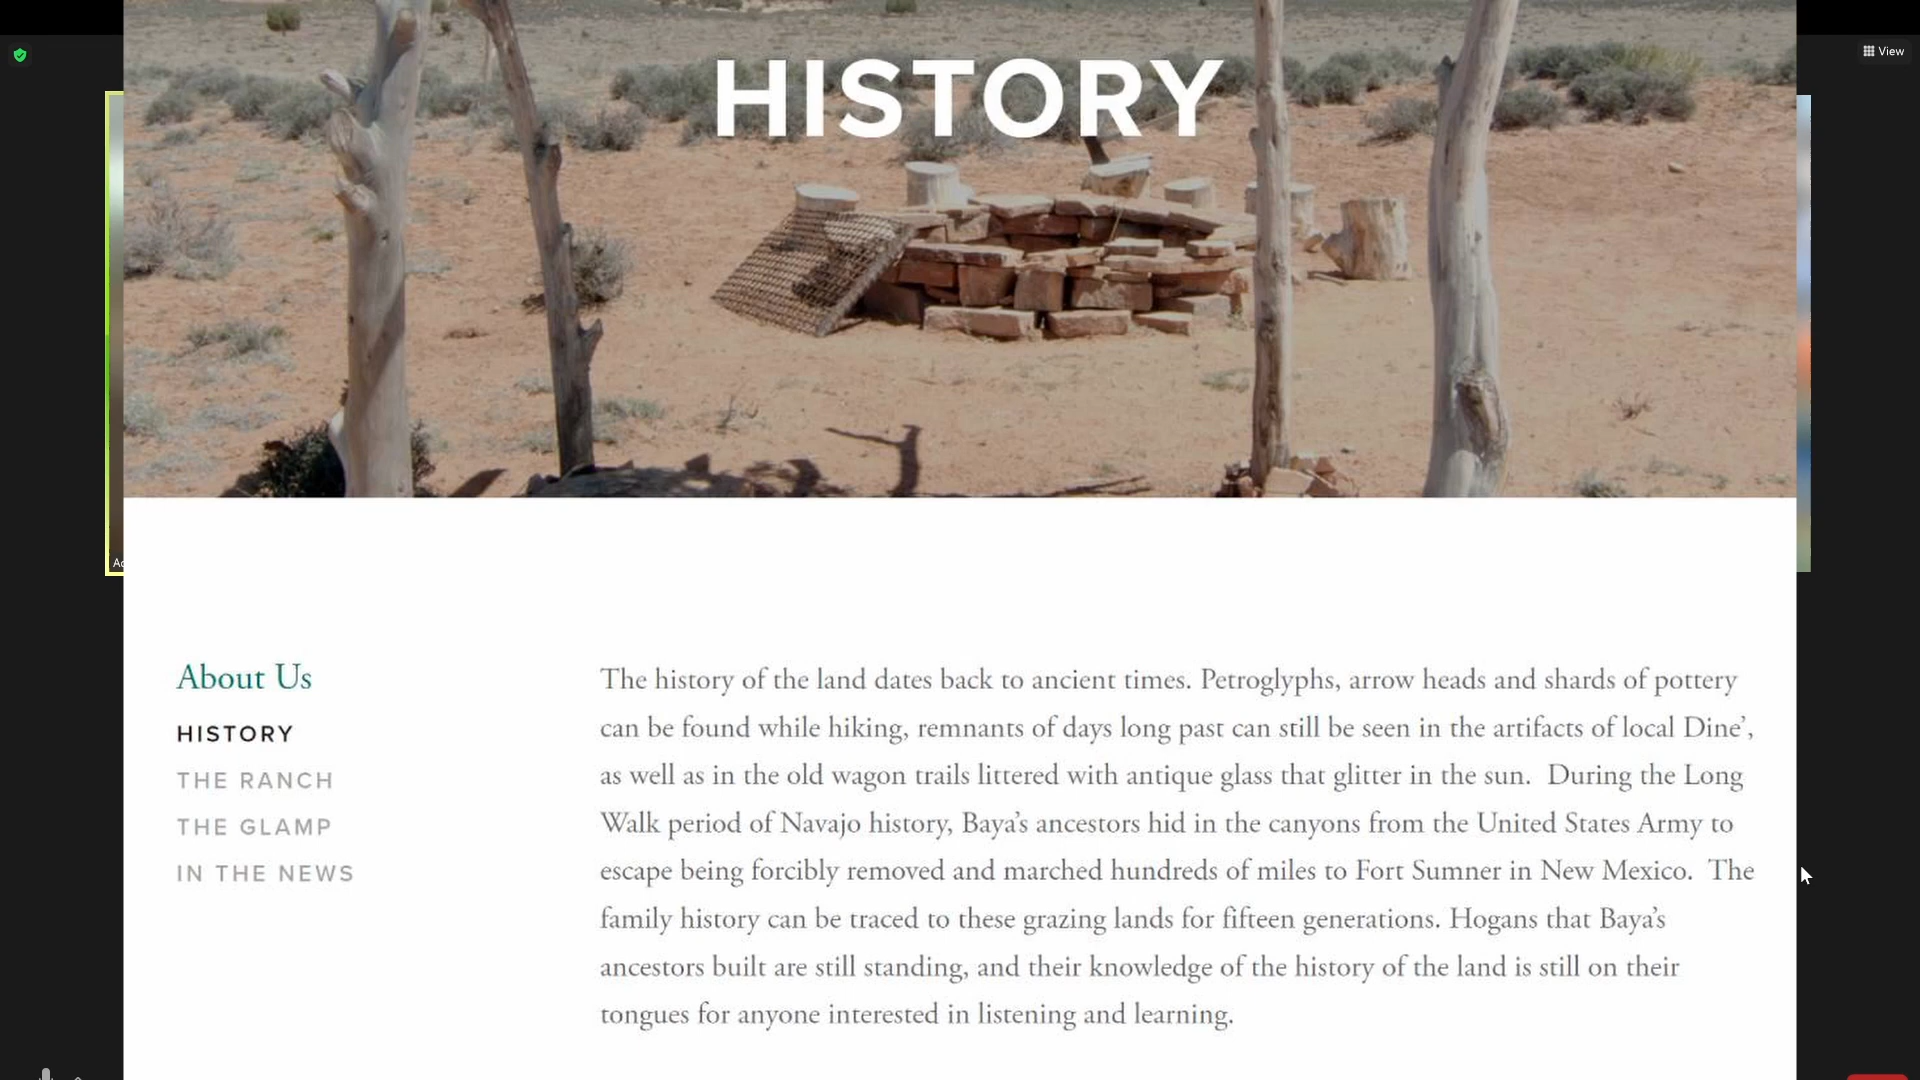 View
HISTORY
About Us
HISTORY
THE RANCH
THE GLAMP
IN THE NEWS
The history of the land dates back to ancient times. Petroglyphs, arrow heads and shards of pottery
can be found while hiking, remnants of days long past can still be seen in the artifacts of local Dine’,
as well as in the old wagon trails littered with antique glass that glitter in the sun.  During the Long
Walk period of Navajo history, Baya’s ancestors hid in the canyons from the United States Army to
escape being forcibly removed and marched hundreds of miles to Fort Sumner in New Mexico.  The
family history can be traced to these grazing lands for fifteen generations. Hogans that Baya’s
ancestors built are still standing, and their knowledge of the history of the land is still on their
tongues for anyone interested in listening and learning.